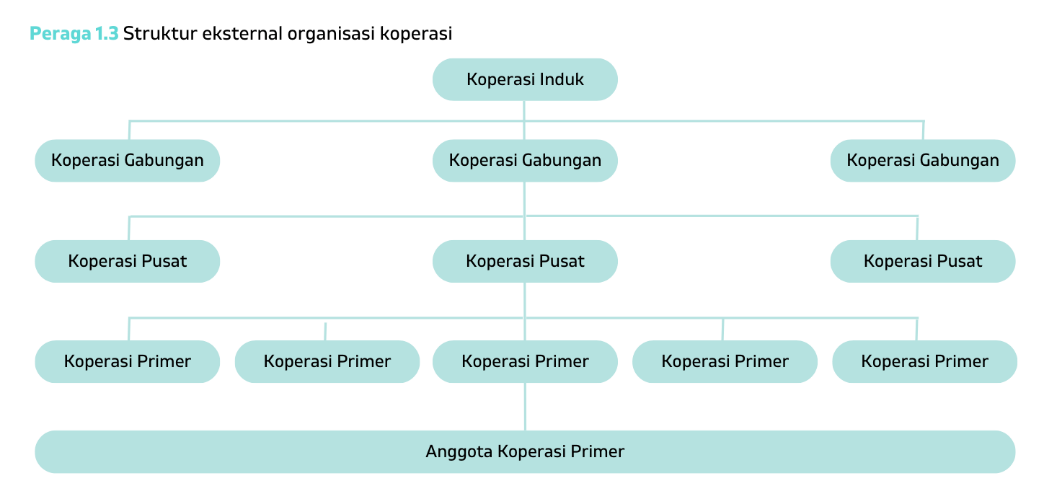 Peraga 1.3 Struktur eksternal organisasi koperasi
Koperasi Induk
Koperasi Gabungan
Koperasi Gabungan
Koperasi Gabungan
Koperasi Pusat
Koperasi Pusat
Koperasi Pusat
Koperasi Primer
Koperasi Primer
Koperasi Primer
Koperasi Primer
Koperasi Primer
Anggota Koperasi Primer